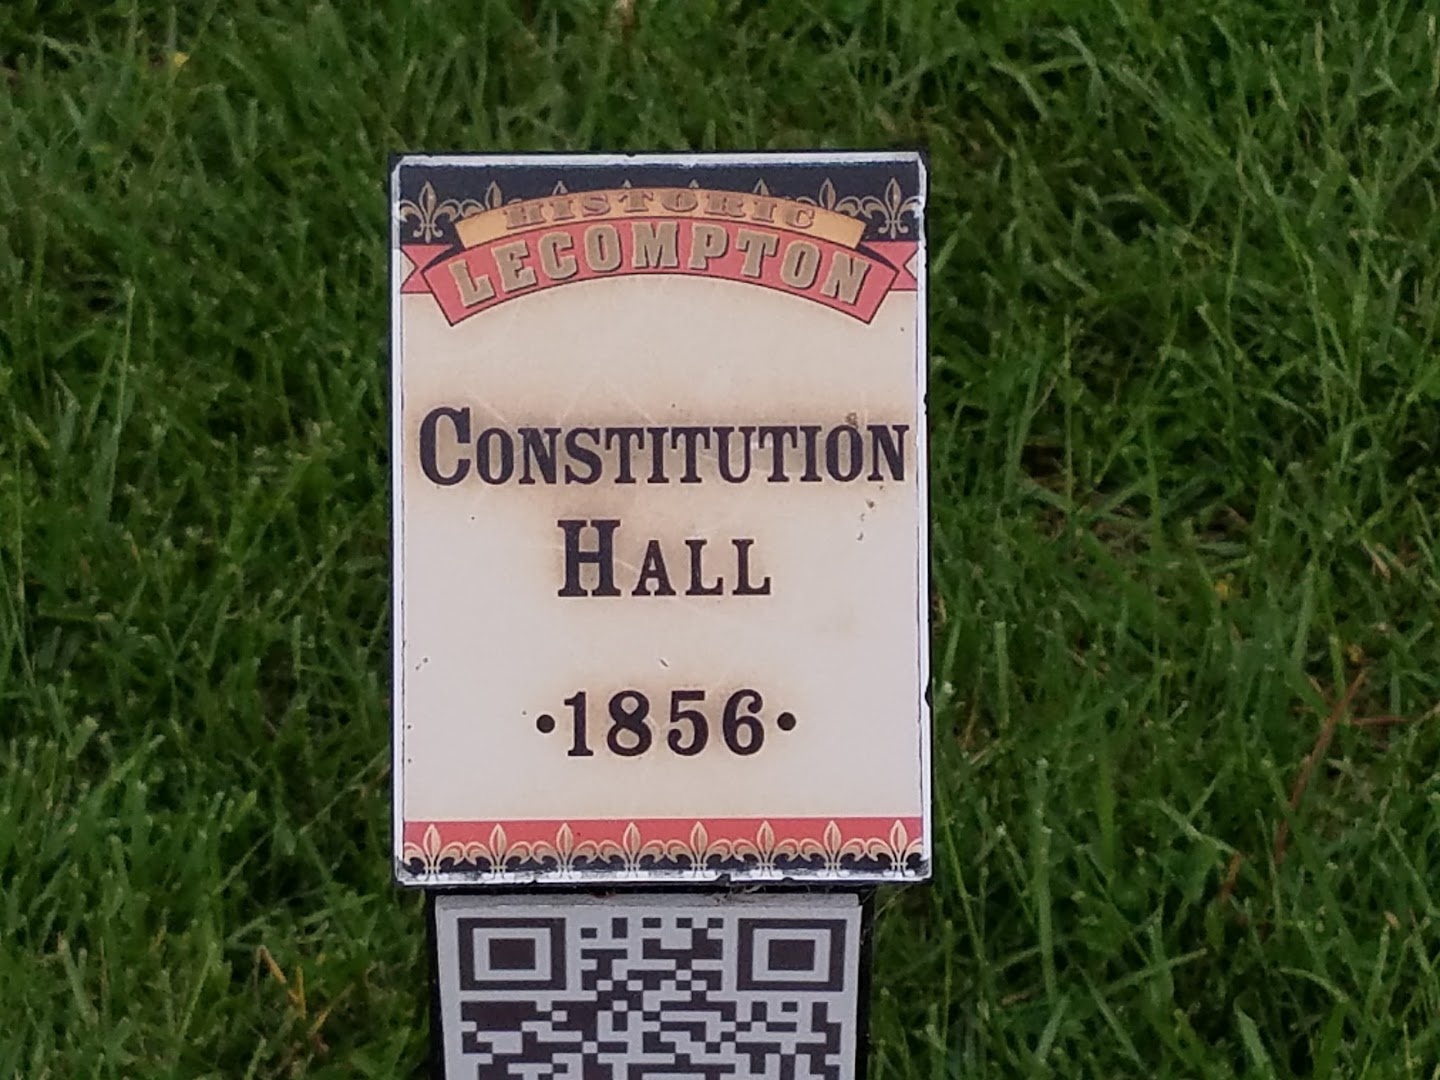 HISTORIC
LECOMPTON
CONSTITUTION
HALL
·1856·